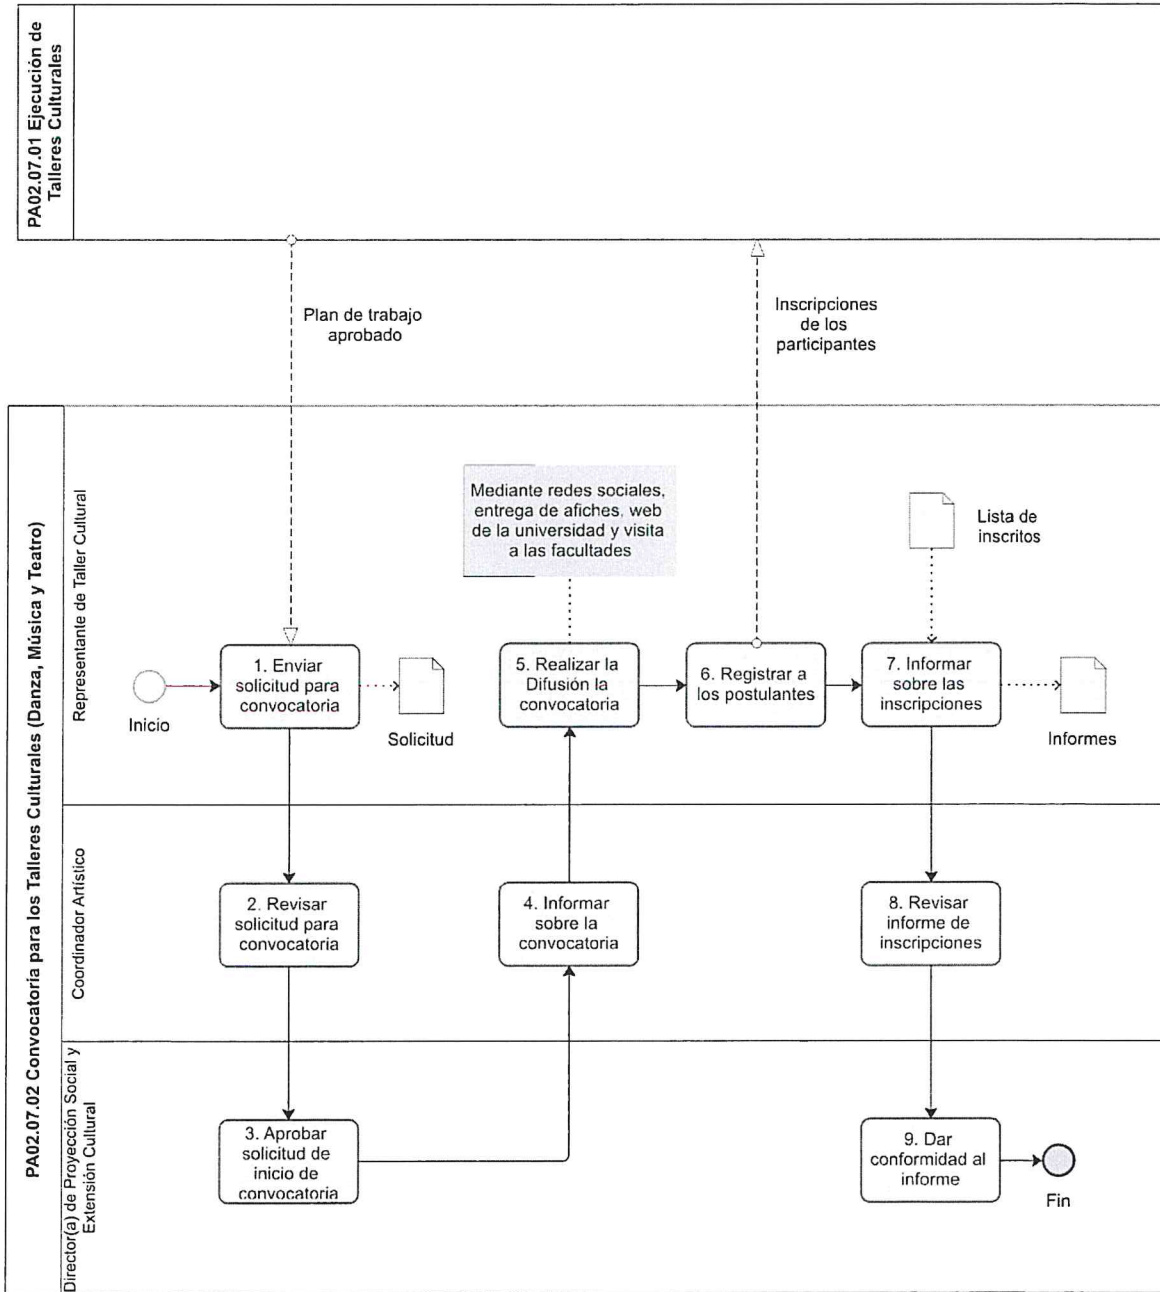 PA02.07.01 Ejecución de
Talleres Culturales
Plan de trabajo
aprobado
Inscripciones
de los
participantes
PA02.07.02 Convocatoria para los Talleres Culturales (Danza, Música y Teatro)
Representante de Taller Cultural
Mediante redes sociales,
entrega de afiches, web
de la universidad y visita
a las facultades
Lista de
inscritos
Inicio
1. Enviar
solicitud para
convocatoria
Solicitud
5. Realizar la
Difusión la
convocatoria
6. Registrar a
los postulantes
7. Informar
sobre las
inscripciones
Informes
Coordinador Artístico
2. Revisar
solicitud para
convocatoria
4. Informar
sobre la
convocatoria
8. Revisar
informe de
inscripciones
Director(a) de Proyección Social y
Extensión Cultural
3. Aprobar
solicitud de
inicio de
convocatoria
9. Dar
conformidad al
informe
Fin